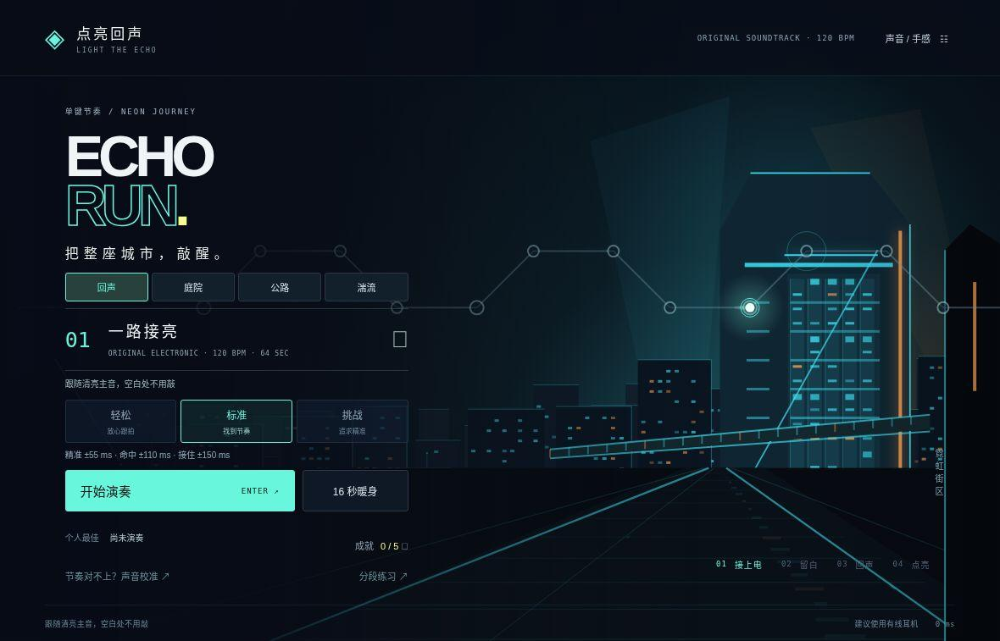 点亮回声
LIGHT THE ECHO
ORIGINAL SOUNDTRACK · 120 BPM
声音 / 手感
单键节奏 / NEON JOURNEY
ECHO
RUN.
把整座城市，敲醒。
回声
庭院
公路
湍流
01
一路接亮
ORIGINAL ELECTRONIC · 120 BPM · 64 SEC
跟随清亮主音，空白处不用敲
轻松
放心跟拍
标准
节奏
挑战
追求精准
精准 ±55 ms · 命中 ±110 ms · 接住 ±150 ms
开始演奏
ENTER ↗
16 秒暖身
个人最佳 尚未演奏
成就 0 / 5
节奏对不上？声音校准 ↗
分段练习 ↗
霓虹街区
01 接上电
02 留白
03 回声
04 点亮
跟随清亮主音，空白处不用敲
建议使用有线耳机
0 ms